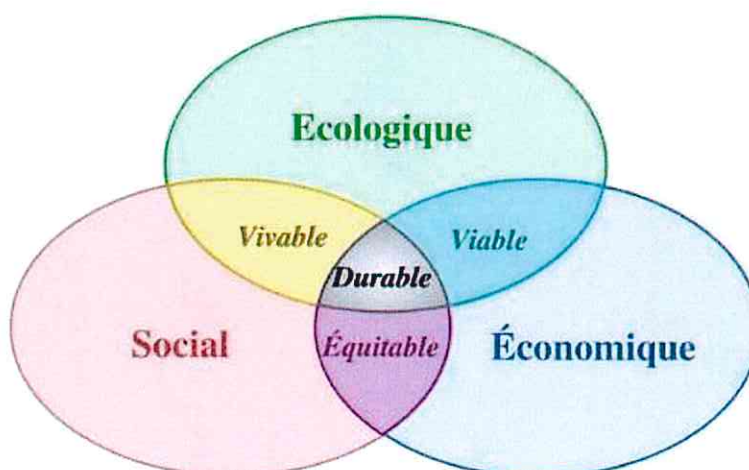 Ecologique
Vivable
Viable
Durable
Social
Équitable
Économique